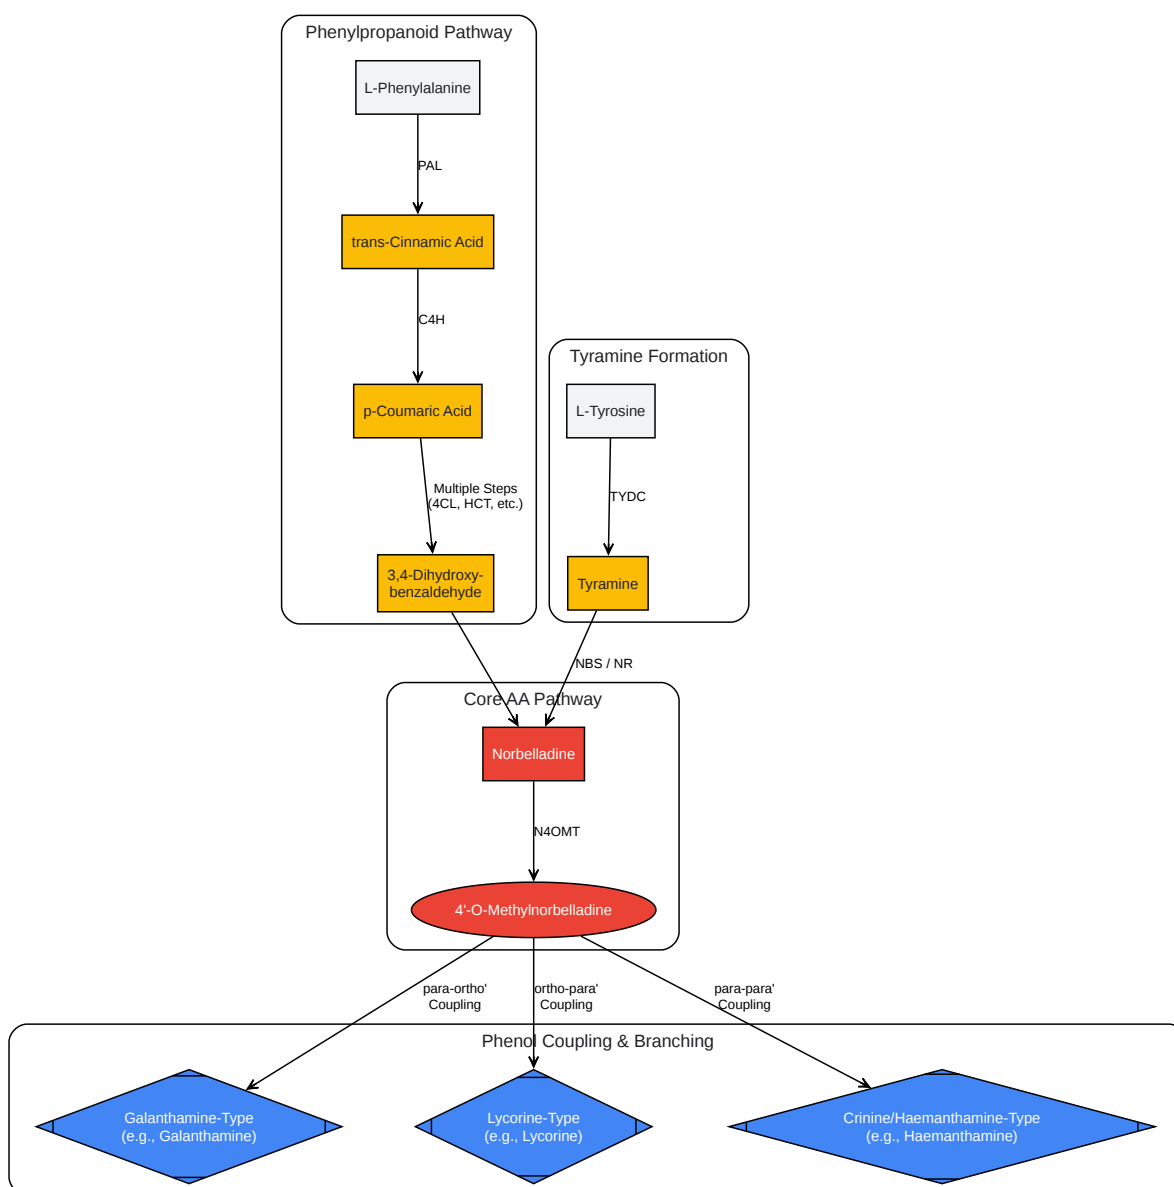 Phenylpropanoid Pathway
L-Phenylalanine
PAL
trans-Cinnamic Acid
C4H
p-Coumaric Acid
Multiple Steps
(4CL, HCT, etc.)
3,4-Dihydroxy-
benzaldehyde
Tyramine Formation
L-Tyrosine
TYDC
Tyramine
NBS / NR
Core AA Pathway
Norbelladine
N4OMT
4'-O-Methylnorbelladine
para-ortho'
Coupling
ortho-para'
Coupling
para-para'
Coupling
Phenol Coupling & Branching
Galanthamine-Type
(e.g., Galanthamine)
Lycorine-Type
(e.g., Lycorine)
Crinine/Haemanthamine-Type
(e.g., Haemanthamine)